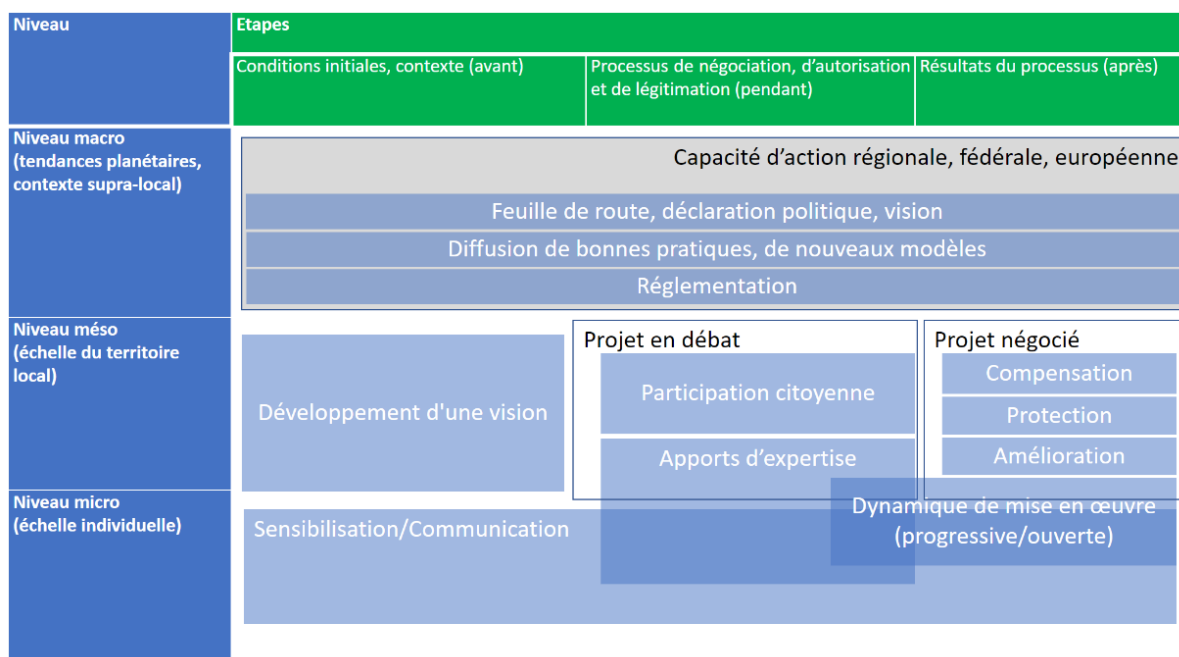 Niveau
Etapes
Conditions initiales, contexte (avant)
Processus de négociation, d'autorisation
et de légitimation (pendant)
Résultats du processus (après)
Niveau macro
(tendances planétaires,
contexte supra-local)
Capacité d'action régionale, fédérale, européenne
Feuille de route, déclaration politique, vision
Diffusion de bonnes pratiques, de nouveaux modèles
Réglementation
Niveau méso
(échelle du territoire
local)
Développement d'une vision
Projet en débat
Participation citoyenne
Apports d'expertise
Projet négocié
Compensation
Protection
Amélioration
Niveau micro
(échelle individuelle)
Sensibilisation/Communication
Dynamique de mise en œuvre
(progressive/ouverte)